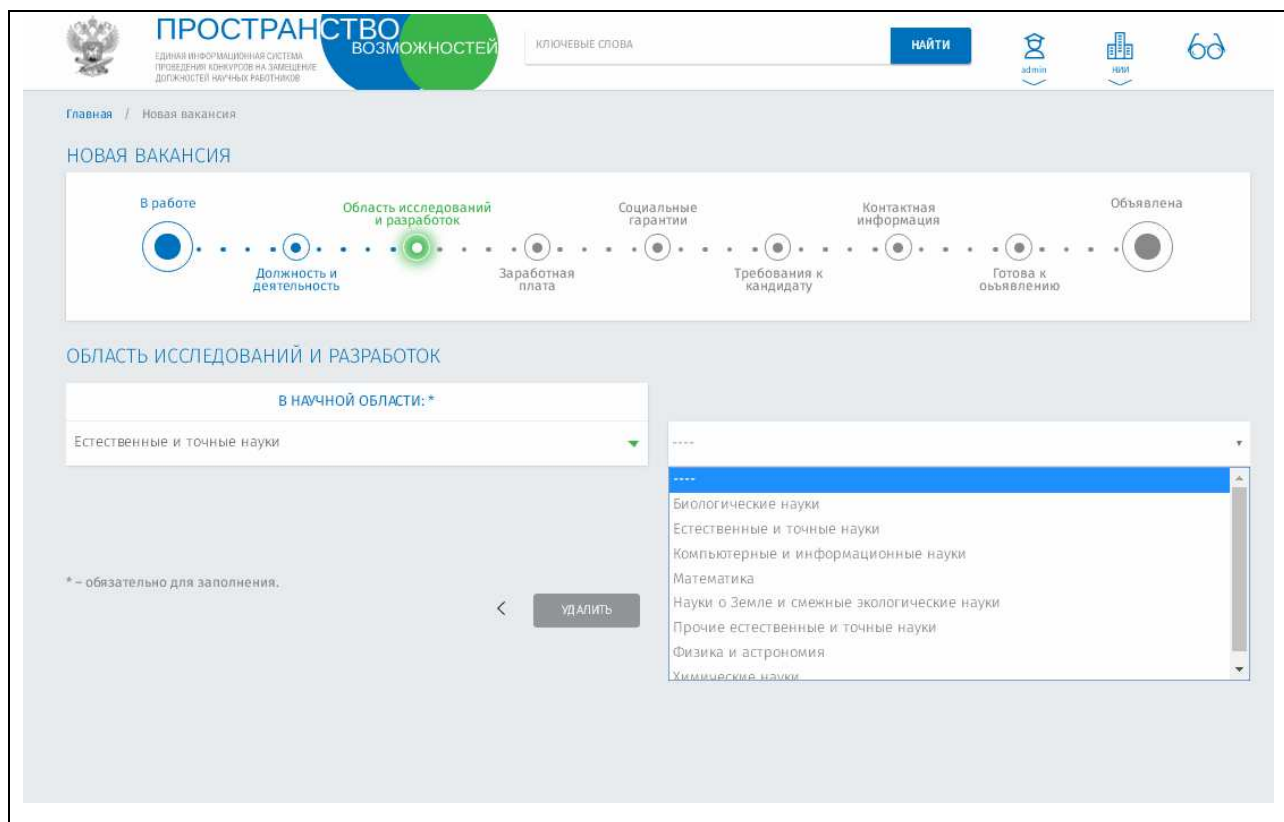 ПРОСТРАНСТВО
ВОЗМОЖНОСТЕЙ
ЕДИНАЯ ИНФОРМАЦИОННАЯ СИСТЕМА
ПРОВЕДЕНИЯ КОНКУРСОВ НА ЗАМЕЩЕНИЕ
ДОЛЖНОСТЕЙ НАУЧНЫХ РАБОТНИКОВ
КЛЮЧЕВЫЕ СЛОВА
НАЙТИ
admin
НИИ
Главная / Новая вакансия
НОВАЯ ВАКАНСИЯ
В работе
Должность и
деятельность
Область исследований
и разработок
Заработная
плата
Социальные
гарантии
Требования к
кандидату
Контактная
информация
Готова к
оъьявлению
Объявлена
ОБЛАСТЬ ИССЛЕДОВАНИЙ И РАЗРАБОТОК
В НАУЧНОЙ ОБЛАСТИ: *
Естественные и точные науки
----
----
Биологические науки
Естественные и точные науки
Компьютерные и информационные науки
Математика
Науки о Земле и смежные экологические науки
Прочие естественные и точные науки
Физика и астрономия
Химические науки
* – обязательно для заполнения.
< УДАЛИТЬ